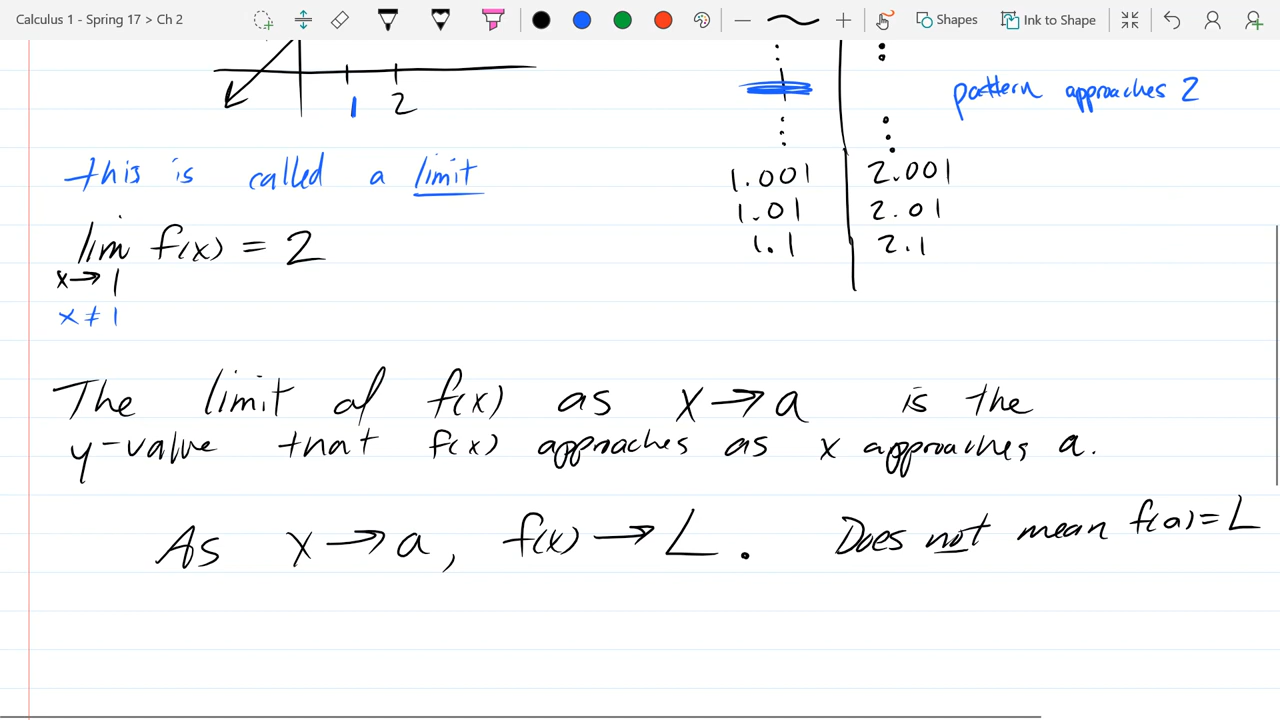 Calculus 1 - Spring 17 > Ch 2
Shapes
Ink to Shape
1 2
pattern approaches 2
this is called a limit
1.001 2.001
1.01 2.01
1.1 2.1
lim f(x) = 2
x → 1
x ≠ 1
The limit of f(x) as x → a is the
y-value that f(x) approaches as x approaches a.
As x → a, f(x) → L. Does not mean f(a) = L